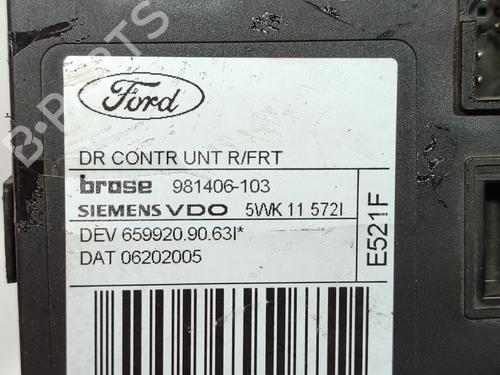 Ford
DR CONTR UNT R/FRT
brose 981406-103
SIEMENS VDO 5WK 11 572I
DEV 659920.90.63I*
DAT 06202005
E521F
B-PARTS